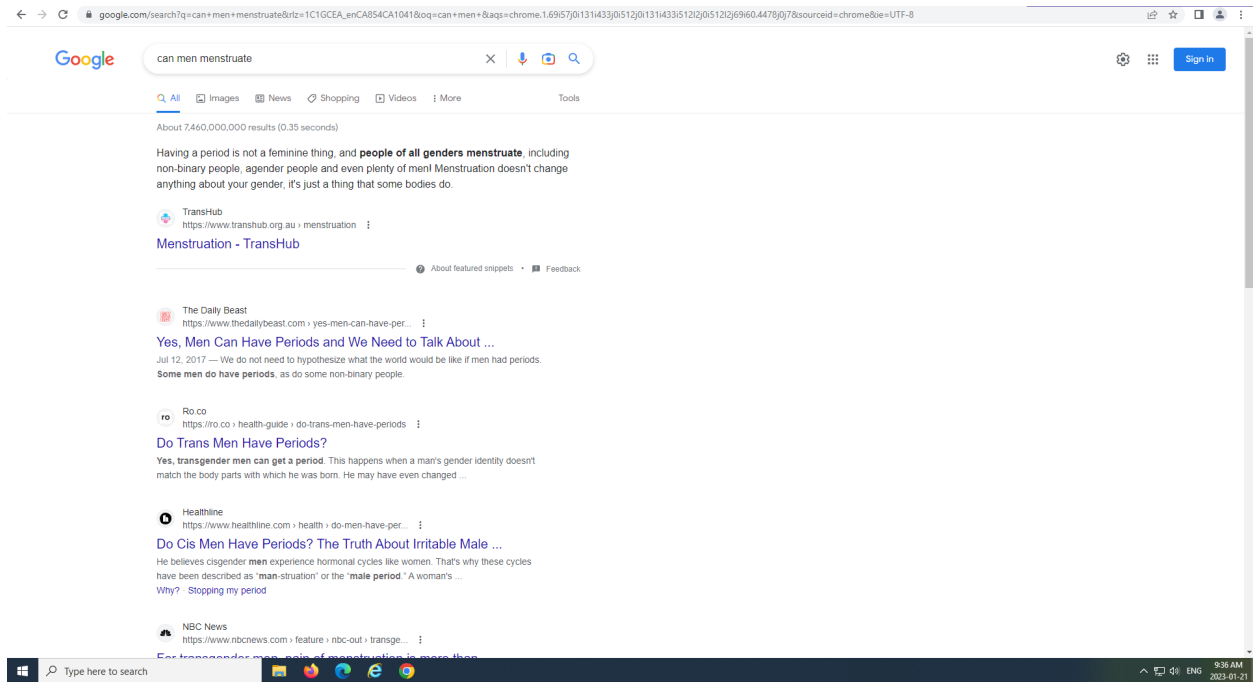 google.com/search?q=can+men+menstruate&rlz=1C1GCEA_enCA854CA1041&oq=can+men+&aqs=chrome.1.69i57j0i131i433j0i512j0i131i433i512l2j0i512l2j69i60.4478j0j7&sourceid=chrome&ie=UTF-8
Google
can men menstruate
Sign in
All Images News Shopping Videos More Tools
About 7,460,000,000 results (0.35 seconds)
Having a period is not a feminine thing, and people of all genders menstruate, including
non-binary people, agender people and even plenty of men! Menstruation doesn't change
anything about your gender, it's just a thing that some bodies do.
TransHub
https://www.transhub.org.au › menstruation
Menstruation - TransHub
About featured snippets • Feedback
The Daily Beast
https://www.thedailybeast.com › yes-men-can-have-per...
Yes, Men Can Have Periods and We Need to Talk About ...
Jul 12, 2017 — We do not need to hypothesize what the world would be like if men had periods.
Some men do have periods, as do some non-binary people.
ro
Ro.co
https://ro.co › health-guide › do-trans-men-have-periods
Do Trans Men Have Periods?
Yes, transgender men can get a period. This happens when a man's gender identity doesn't
match the body parts with which he was born. He may have even changed ...
Healthline
https://www.healthline.com › health › do-men-have-per...
Do Cis Men Have Periods? The Truth About Irritable Male ...
He believes cisgender men experience hormonal cycles like women. That's why these cycles
have been described as “man-struation” or the “male period.” A woman's ...
Why? · Stopping my period
NBC News
https://www.nbcnews.com › feature › nbc-out › transge...
For transgender men, pain of menstruation is more than
Type here to search
ENG
9:36 AM
2023-01-21